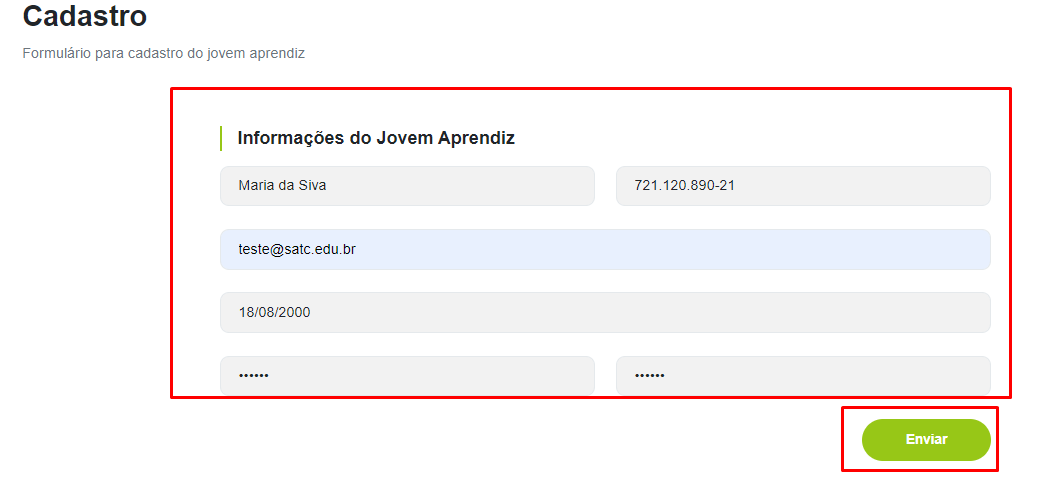 Cadastro
Formulário para cadastro do jovem aprendiz
Informações do Jovem Aprendiz
Maria da Siva
721.120.890-21
teste@satc.edu.br
18/08/2000
••••••
••••••
Enviar